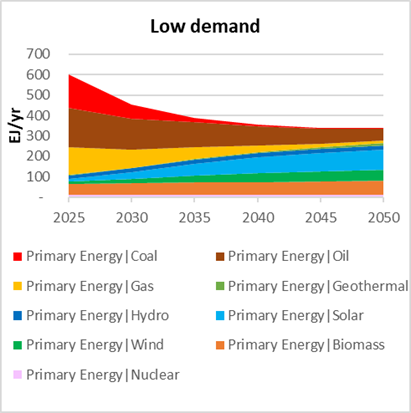 Low demand
EJ/yr
700
600
500
400
300
200
100
-
2025 2030 2035 2040 2045 2050
Primary Energy|Coal Primary Energy|Oil
Primary Energy|Gas Primary Energy|Geothermal
Primary Energy|Hydro Primary Energy|Solar
Primary Energy|Wind Primary Energy|Biomass
Primary Energy|Nuclear